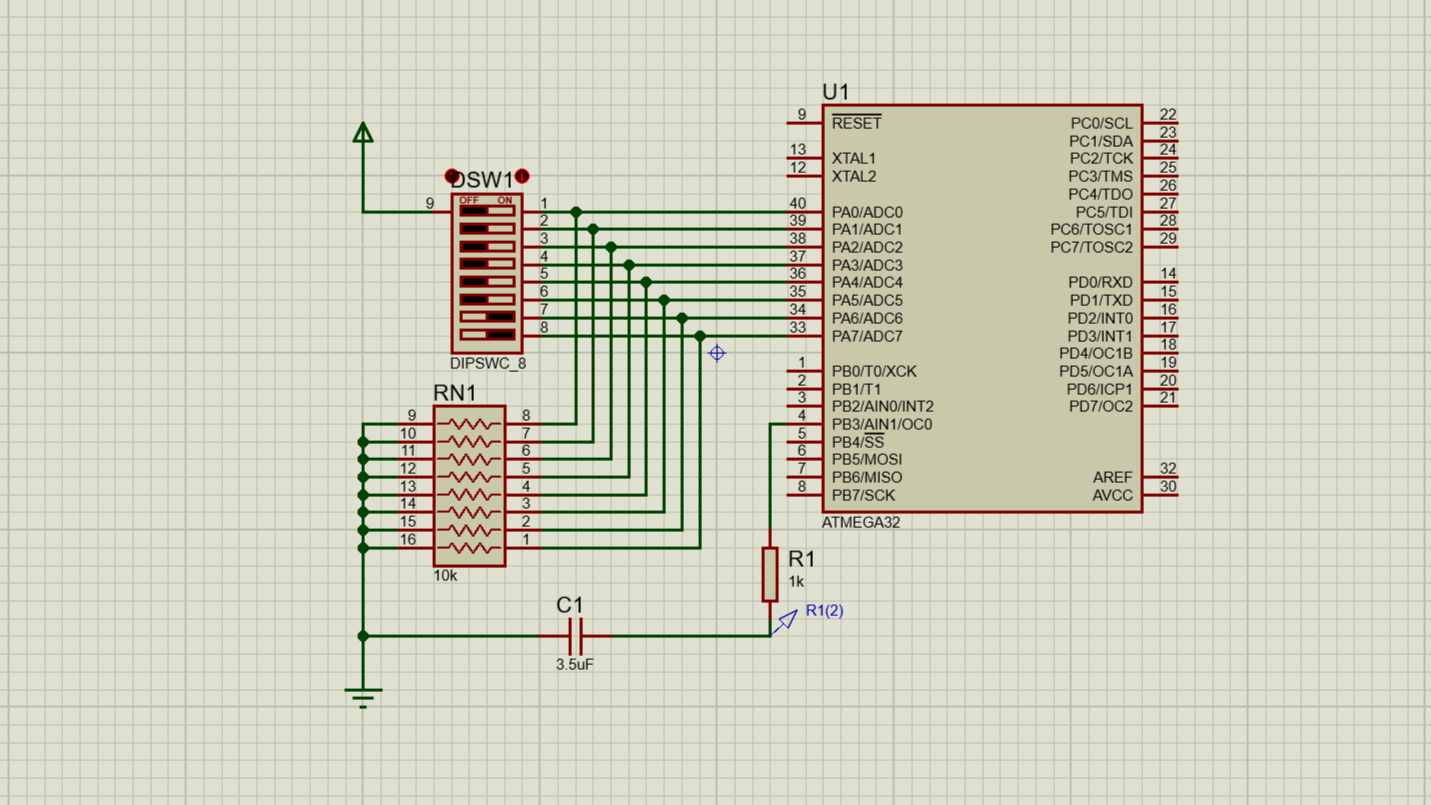 U1
9 RESET
13 XTAL1
12 XTAL2
40 PA0/ADC0
39 PA1/ADC1
38 PA2/ADC2
37 PA3/ADC3
36 PA4/ADC4
35 PA5/ADC5
34 PA6/ADC6
33 PA7/ADC7
1 PB0/T0/XCK
2 PB1/T1
3 PB2/AIN0/INT2
4 PB3/AIN1/OC0
5 PB4/SS
6 PB5/MOSI
7 PB6/MISO
8 PB7/SCK
PC0/SCL 22
PC1/SDA 23
PC2/TCK 24
PC3/TMS 25
PC4/TDO 26
PC5/TDI 27
PC6/TOSC1 28
PC7/TOSC2 29
PD0/RXD 14
PD1/TXD 15
PD2/INT0 16
PD3/INT1 17
PD4/OC1B 18
PD5/OC1A 19
PD6/ICP1 20
PD7/OC2 21
AREF 32
AVCC 30
ATMEGA32
DSW1
OFF ON
9 1
2
3
4
5
6
7
8
DIPSWC_8
RN1
9 8
10 7
11 6
12 5
13 4
14 3
15 2
16 1
10k
R1
1k
R1(2)
C1
3.5uF